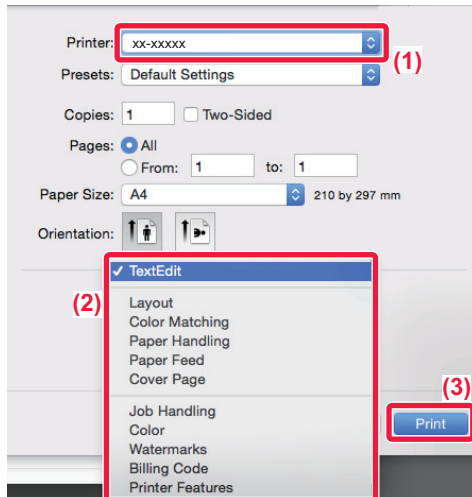 Printer: xx-xxxxx
(1)
Presets: Default Settings
Copies: 1 Two-Sided
Pages: All
From: 1 to: 1
Paper Size: A4 210 by 297 mm
Orientation:
✓ TextEdit
(2)
Layout
Color Matching
Paper Handling
Paper Feed
Cover Page
(3)
Job Handling
Print
Color
Watermarks
Billing Code
Printer Features